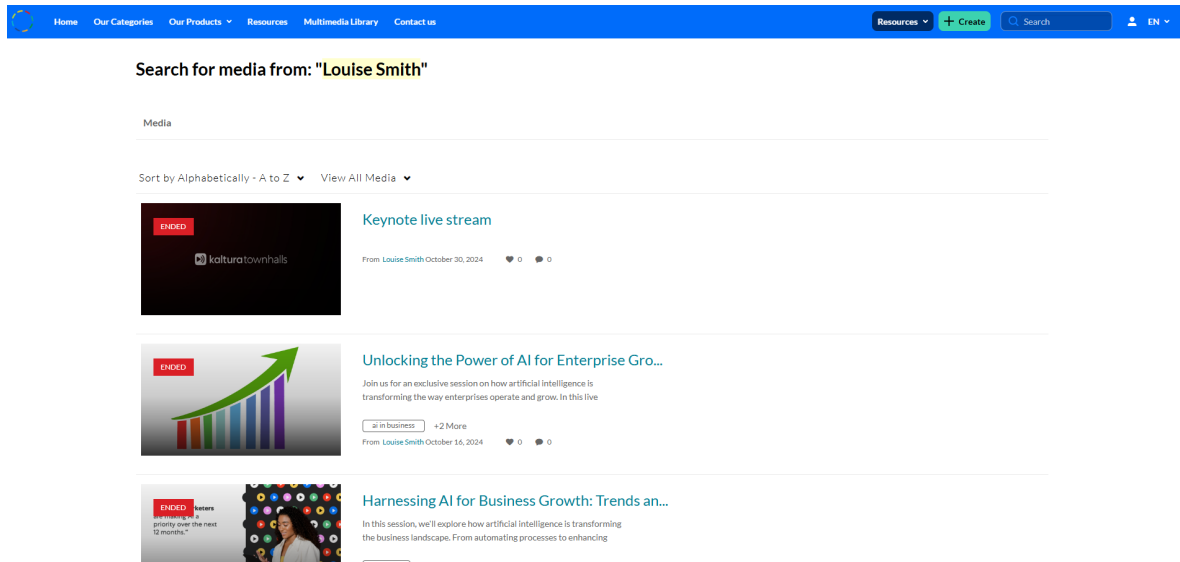 Home Our Categories Our Products Resources Multimedia Library Contact us Resources + Create Search EN
Search for media from: "Louise Smith"
Media
Sort by Alphabetically - A to Z View All Media
ENDED
kaltura townhalls
Keynote live stream
From Louise Smith October 30, 2024 0 0
ENDED
Unlocking the Power of AI for Enterprise Gro...
Join us for an exclusive session on how artificial intelligence is
transforming the way enterprises operate and grow. In this live
ai in business +2 More
From Louise Smith October 16, 2024 0 0
ENDED
priority over the next
12 months."
Harnessing AI for Business Growth: Trends an...
In this session, we'll explore how artificial intelligence is transforming
the business landscape. From automating processes to enhancing